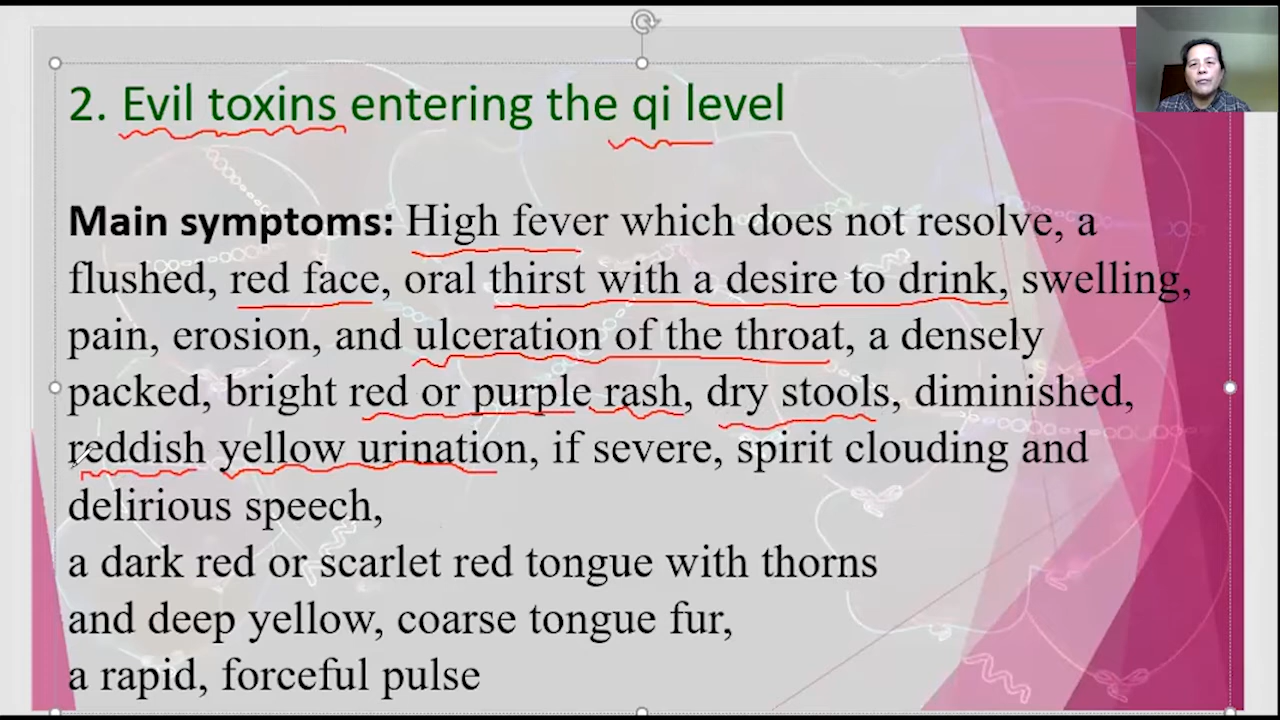 2. Evil toxins entering the qi level
Main symptoms: High fever which does not resolve, a
flushed, red face, oral thirst with a desire to drink, swelling,
pain, erosion, and ulceration of the throat, a densely
packed, bright red or purple rash, dry stools, diminished,
reddish yellow urination, if severe, spirit clouding and
delirious speech,
a dark red or scarlet red tongue with thorns
and deep yellow, coarse tongue fur,
a rapid, forceful pulse